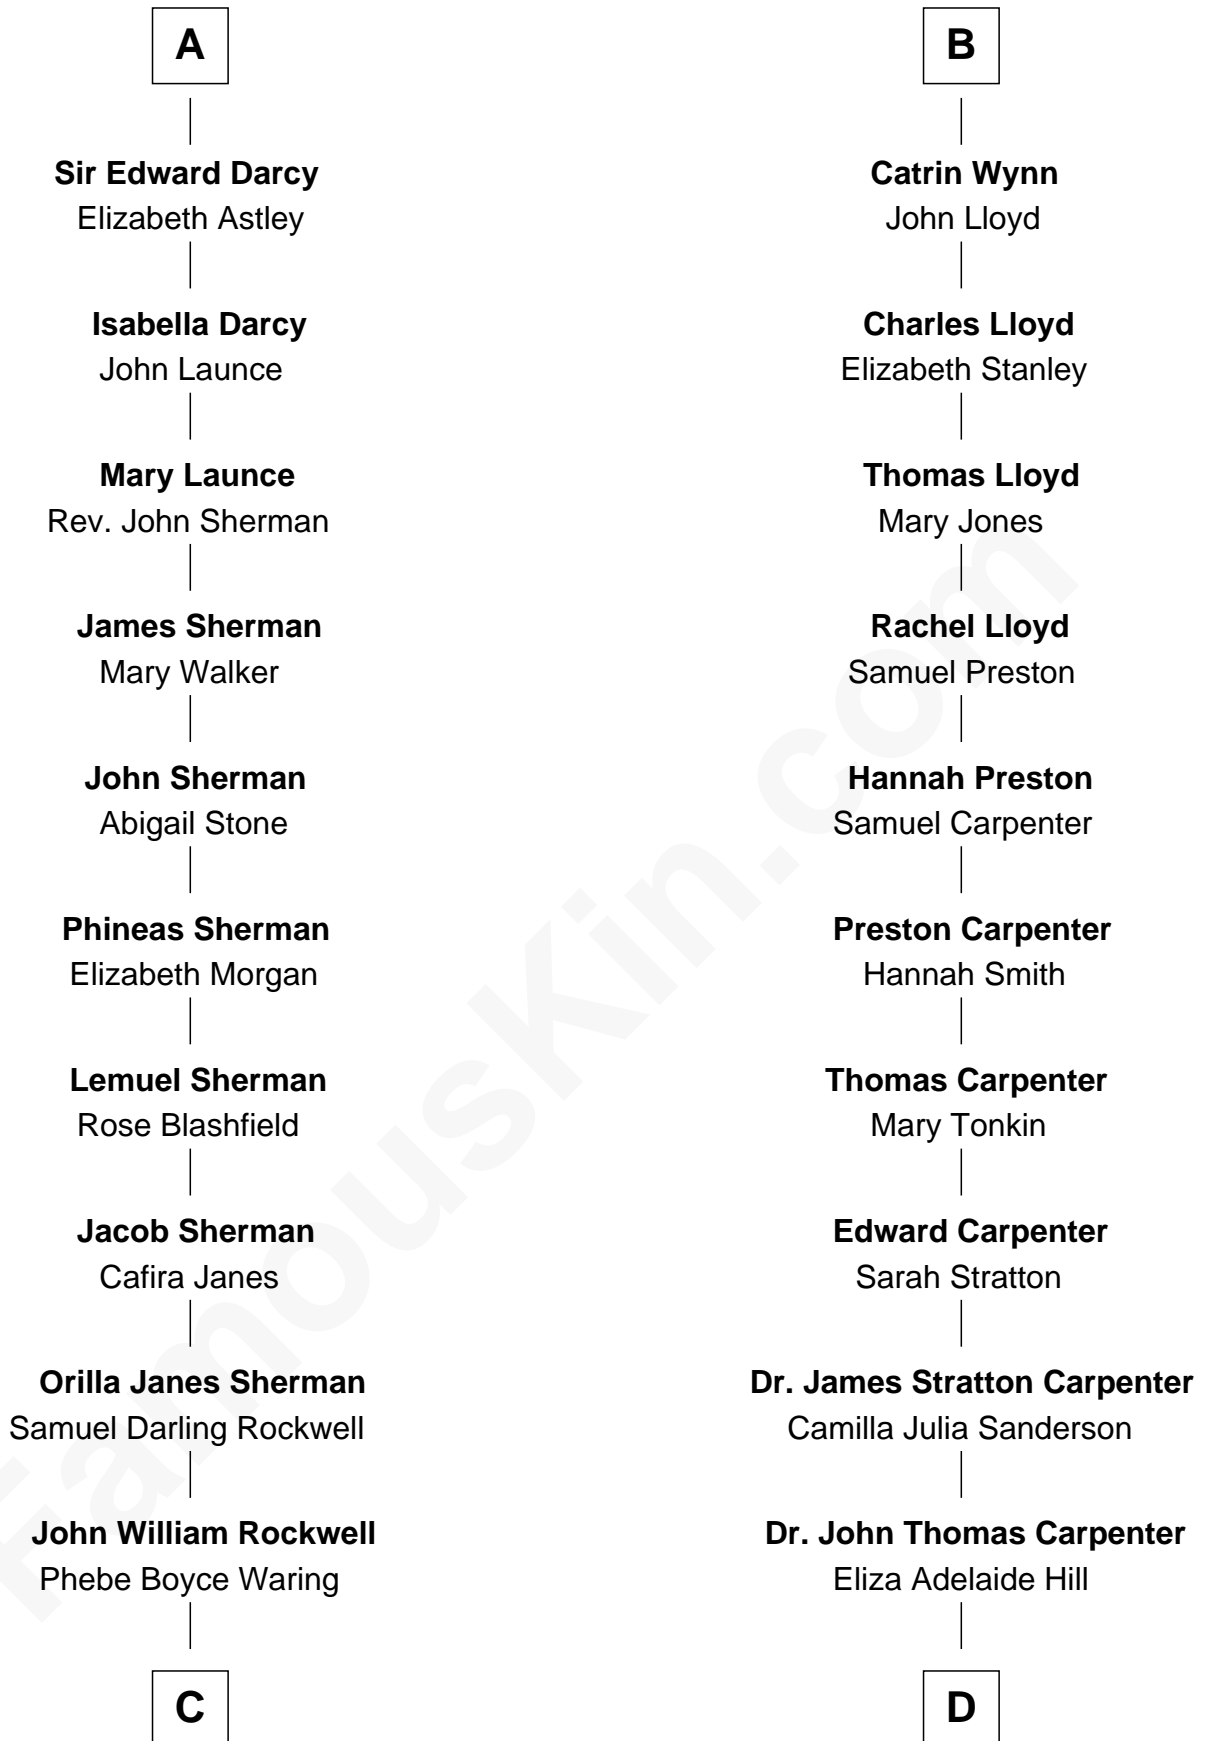 A
Sir Edward Darcy
Elizabeth Astley
Isabella Darcy
John Launce
Mary Launce
Rev. John Sherman
James Sherman
Mary Walker
John Sherman
Abigail Stone
Phineas Sherman
Elizabeth Morgan
Lemuel Sherman
Rose Blashfield
Jacob Sherman
Cafira Janes
Orilla Janes Sherman
Samuel Darling Rockwell
John William Rockwell
Phebe Boyce Waring
C
B
Catrin Wynn
John Lloyd
Charles Lloyd
Elizabeth Stanley
Thomas Lloyd
Mary Jones
Rachel Lloyd
Samuel Preston
Hannah Preston
Samuel Carpenter
Preston Carpenter
Hannah Smith
Thomas Carpenter
Mary Tonkin
Edward Carpenter
Sarah Stratton
Dr. James Stratton Carpenter
Camilla Julia Sanderson
Dr. John Thomas Carpenter
Eliza Adelaide Hill
D
FamousKin.com